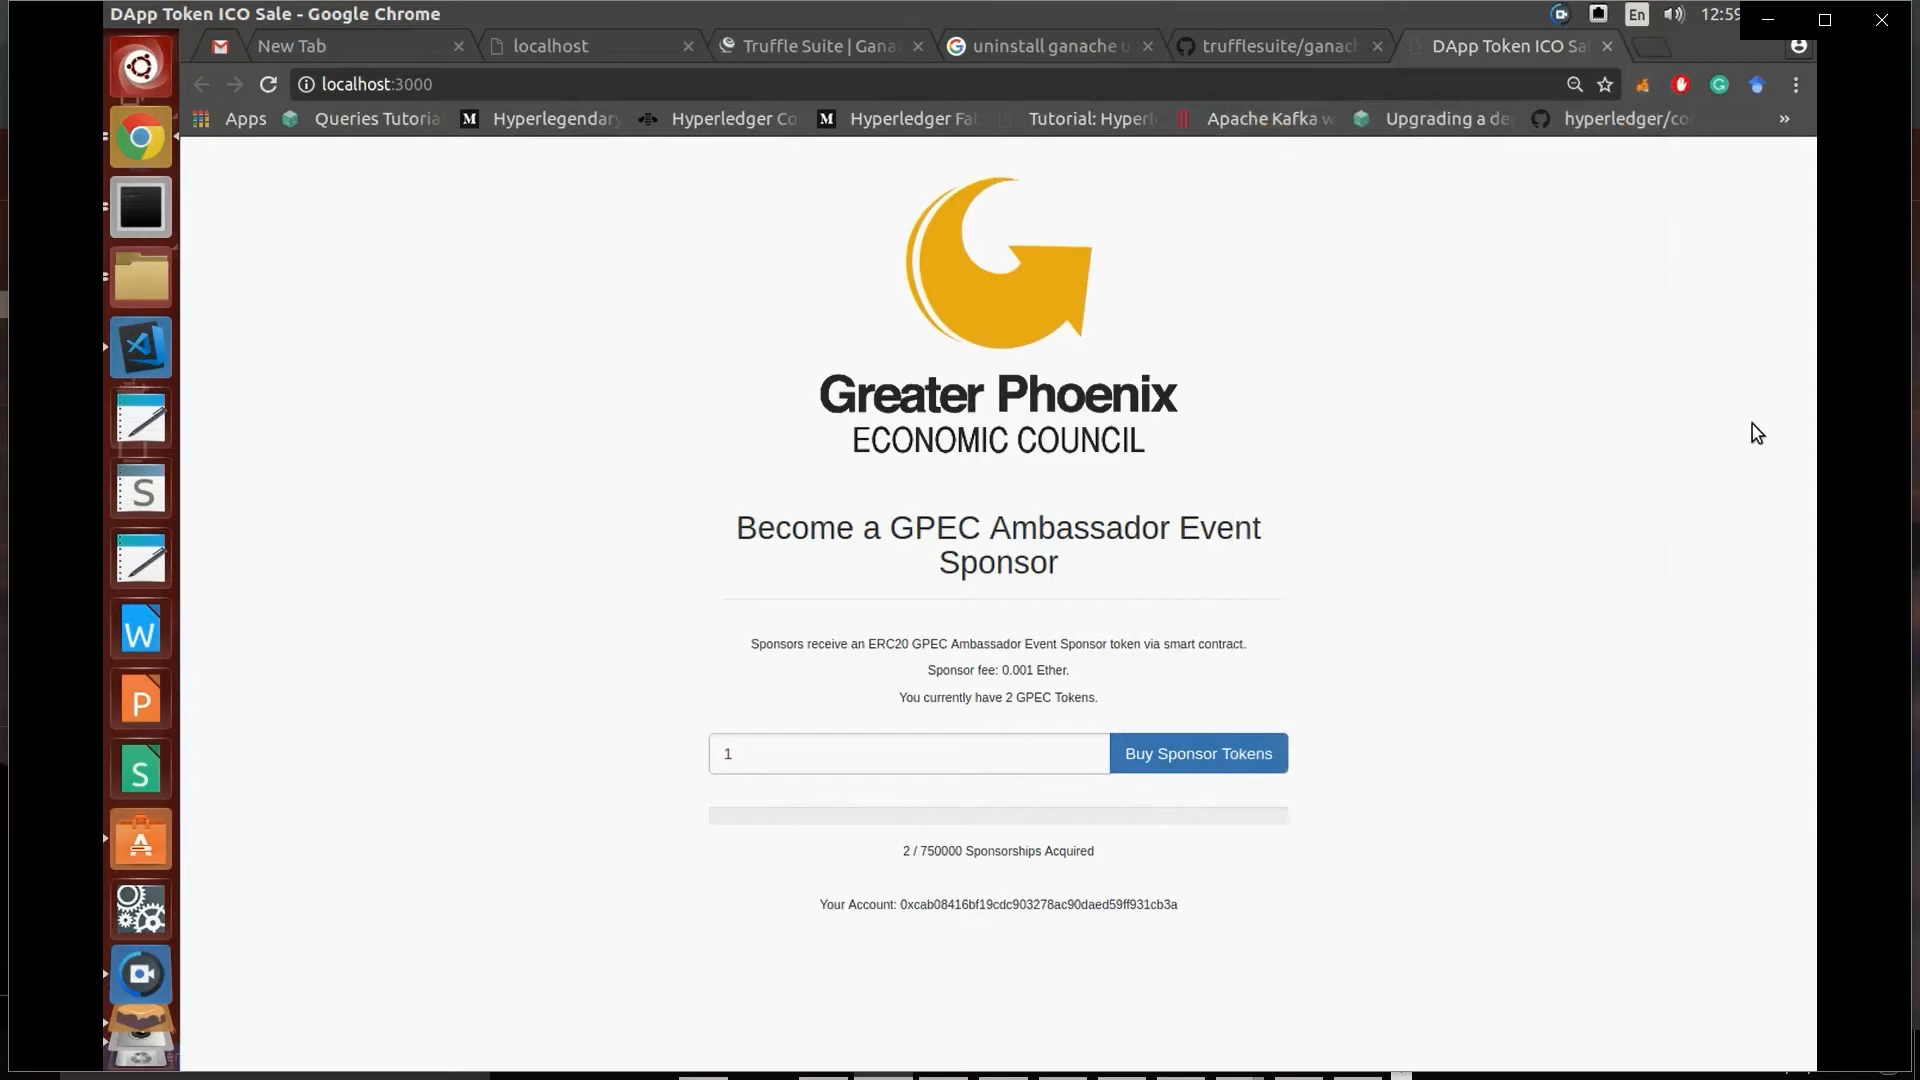 DApp Token ICO Sale - Google Chrome
En
12:59
New Tab
localhost
Truffle Suite | Gana
uninstall ganache u
trufflesuite/ganach
DApp Token ICO Sa
localhost:3000
Apps
Queries Tutoria
Hyperlegendary
Hyperledger Co
Hyperledger Fa
Tutorial: Hyperl
Apache Kafka w
Upgrading a de
hyperledger/co
»
Greater Phoenix
ECONOMIC COUNCIL
Become a GPEC Ambassador Event
Sponsor
Sponsors receive an ERC20 GPEC Ambassador Event Sponsor token via smart contract.
Sponsor fee: 0.001 Ether.
You currently have 2 GPEC Tokens.
1
Buy Sponsor Tokens
2 / 750000 Sponsorships Acquired
Your Account: 0xcab08416bf19cdc903278ac90daed59ff931cb3a
S
W
P
S
A